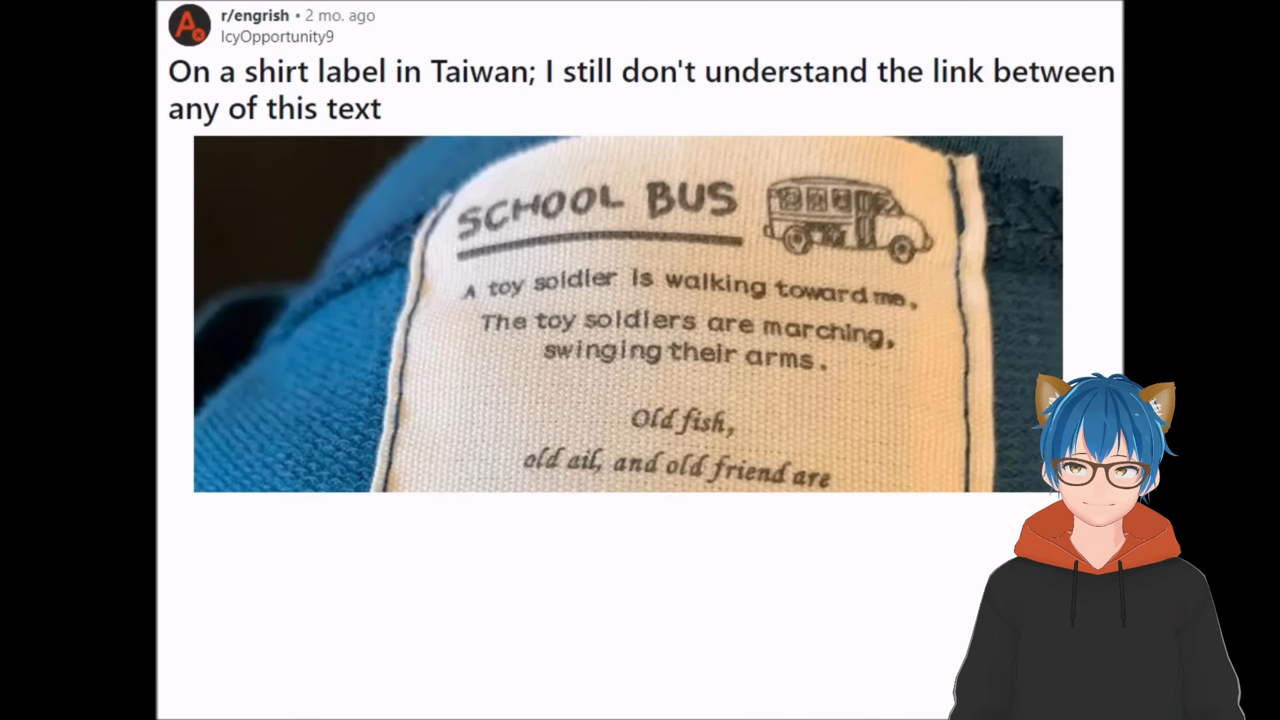 r/engrish • 2 mo. ago
IcyOpportunity9
On a shirt label in Taiwan; I still don't understand the link between
any of this text
SCHOOL BUS
A toy soldier is walking toward me.
The toy soldiers are marching,
swinging their arms.
Old fish,
old ail, and old friend are